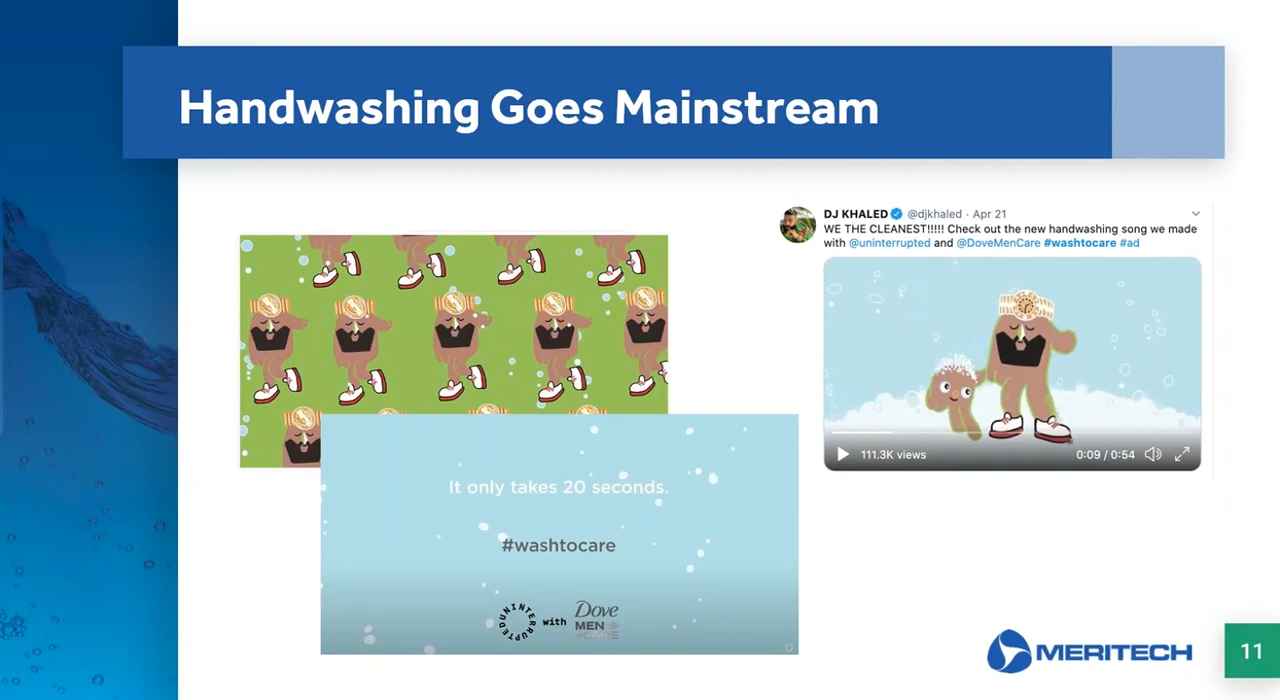 Handwashing Goes Mainstream
DJ KHALED @djkhaled · Apr 21
WE THE CLEANEST!!!!! Check out the new handwashing song we made
with @uninterrupted and @DoveMenCare #washtocare #ad
111.3K views
0:09 / 0:54
It only takes 20 seconds.
#washtocare
UNINTERRUPTED
with
Dove
MEN
+CARE
MERITECH
11